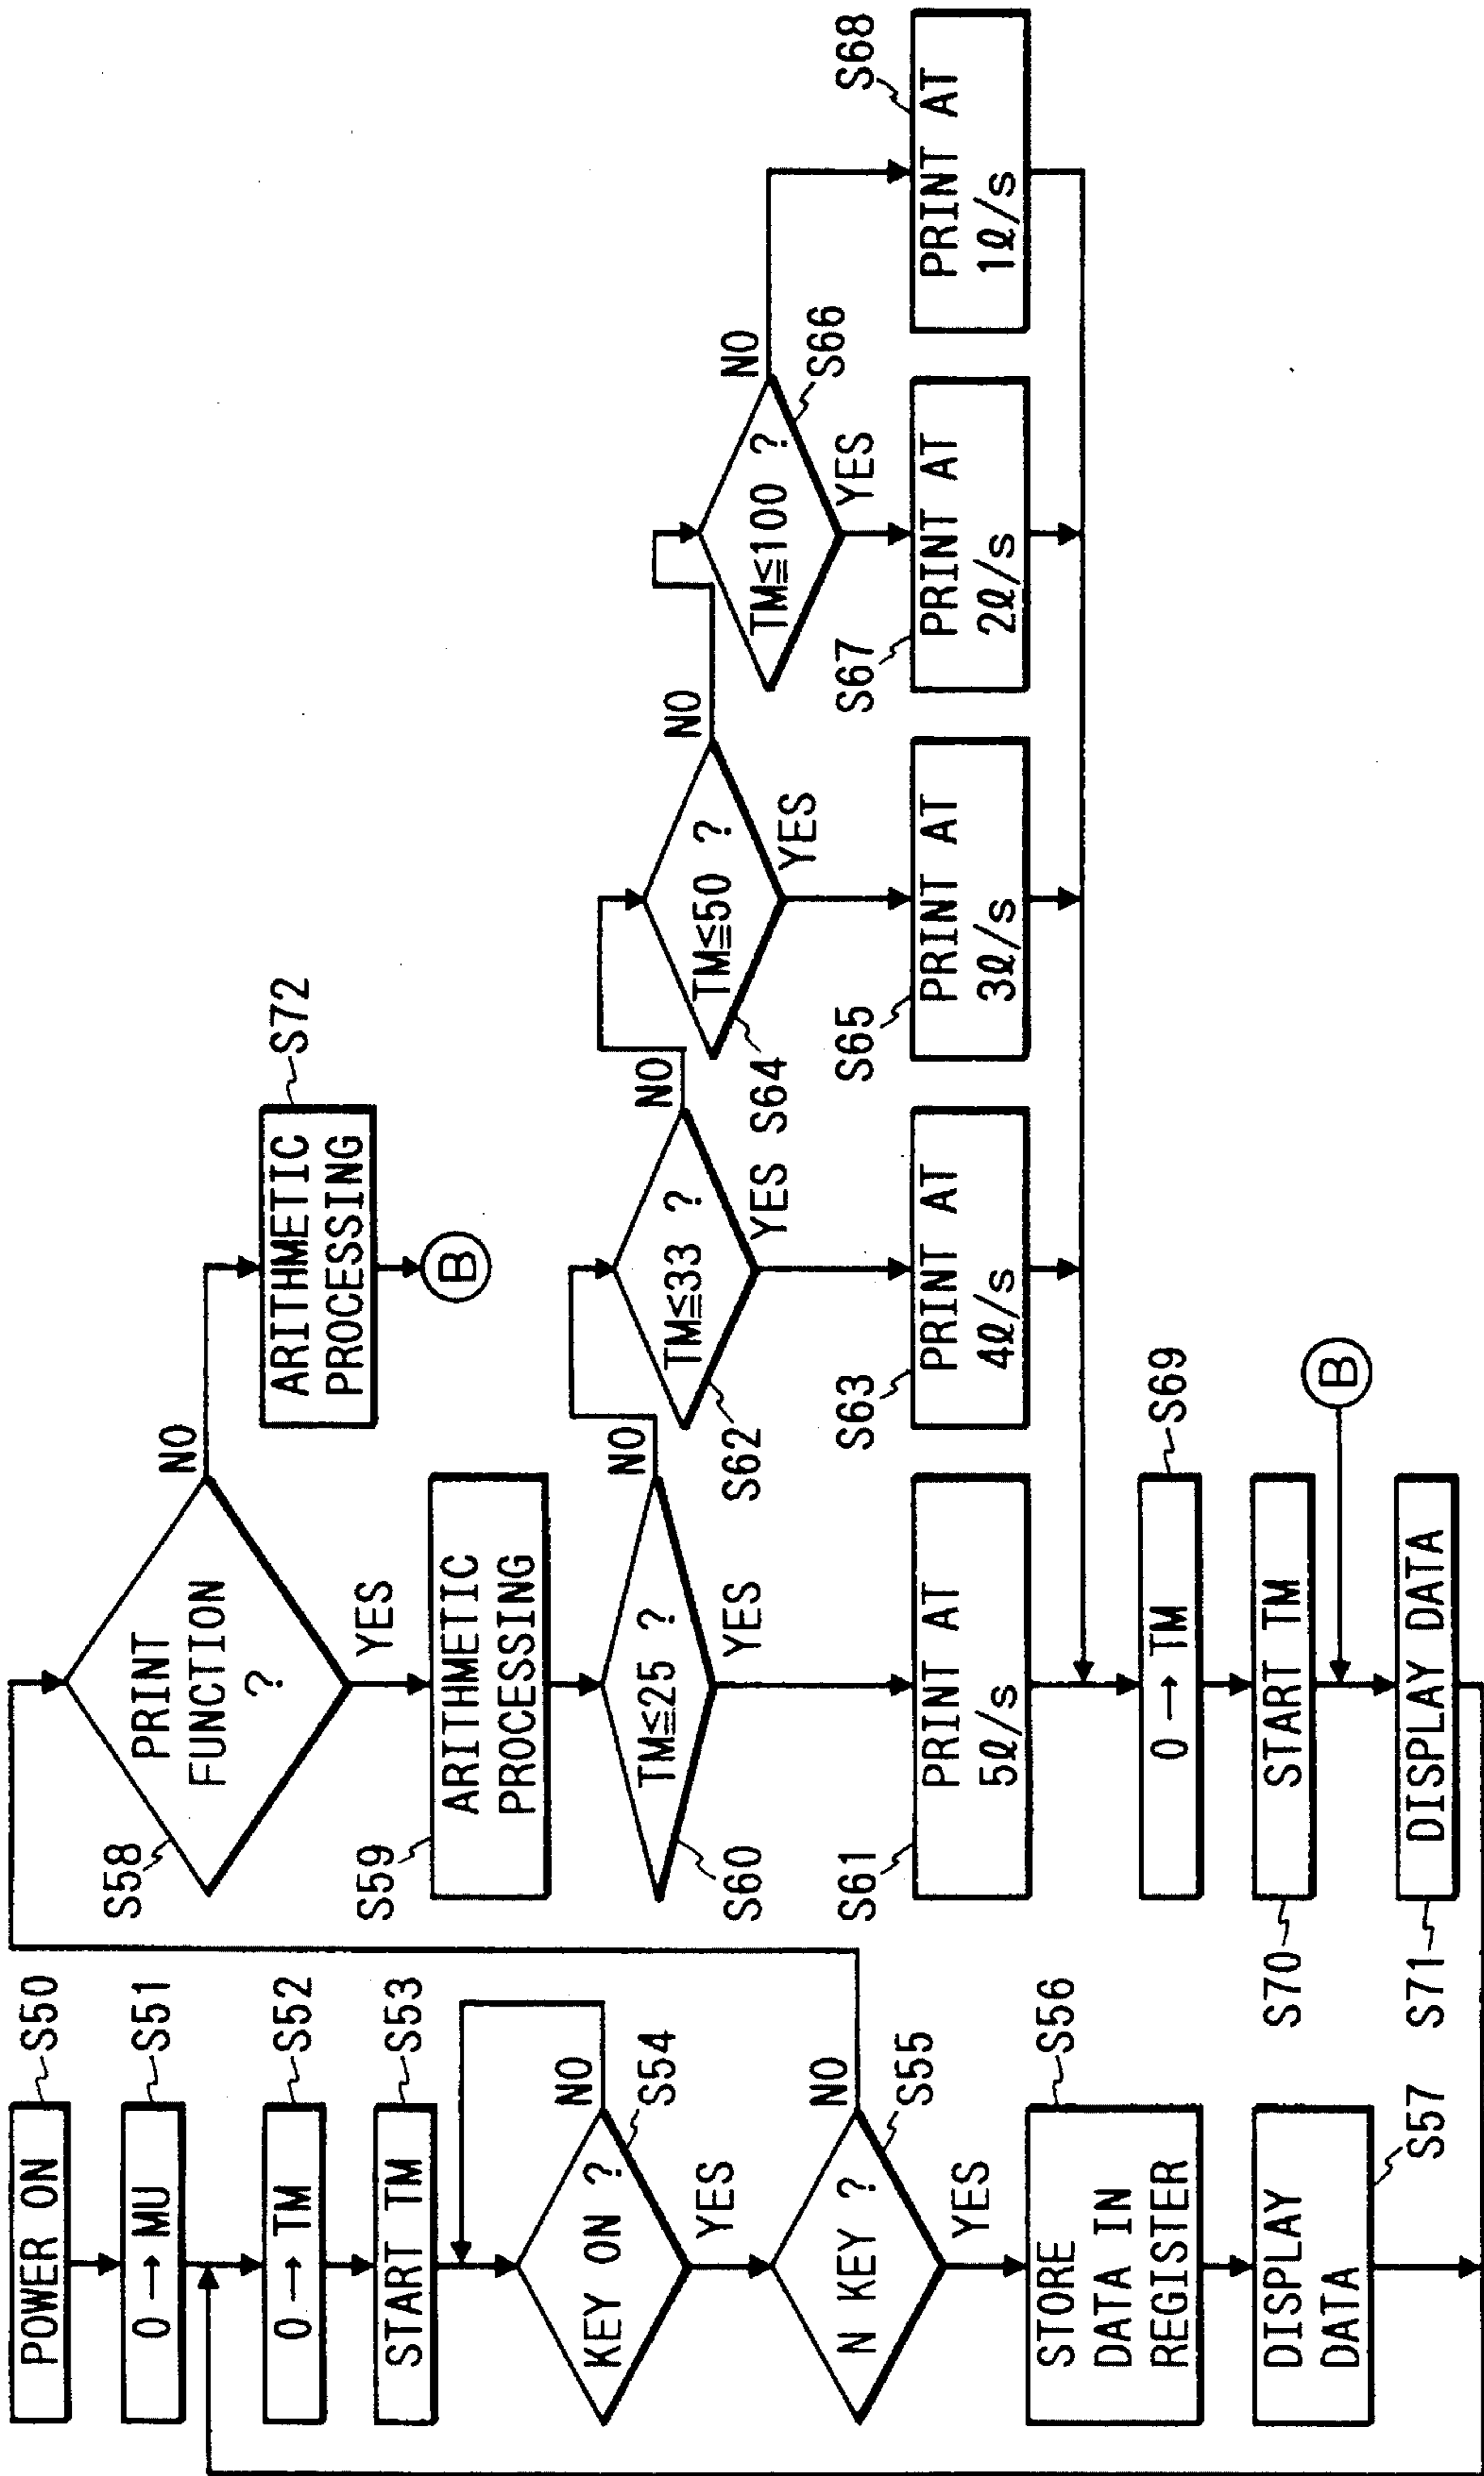 POWER ON
S50
0→MU
S51
0→TM
S52
START TM
S53
KEY ON ?
NO
S54
YES
N KEY ?
NO
S55
YES
STORE
DATA IN
REGISTER
S56
DISPLAY
DATA
S57
S58
PRINT
FUNCTION
?
NO
YES
ARITHMETIC
PROCESSING
S72
B
S59
ARITHMETIC
PROCESSING
TM≦25 ?
NO
S60
YES
TM≦33 ?
NO
S62
YES
TM≦50 ?
NO
S64
YES
TM≦100 ?
NO
S66
YES
S61
PRINT AT
5ℓ/s
S63
PRINT AT
4ℓ/s
S65
PRINT AT
3ℓ/s
S67
PRINT AT
2ℓ/s
S68
PRINT AT
1ℓ/s
0→TM
S69
START TM
S70
B
DISPLAY DATA
S71